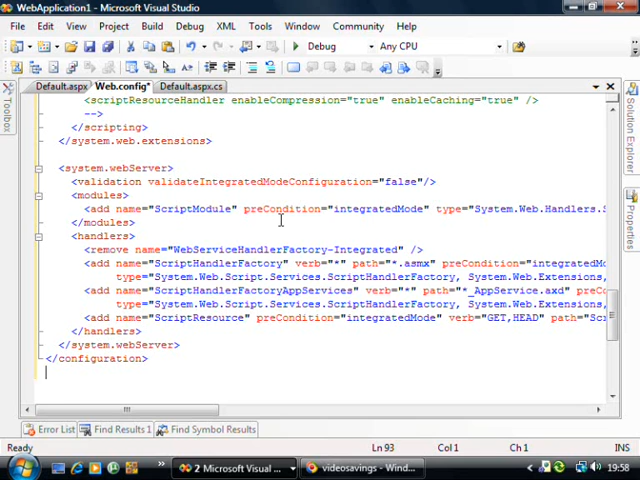 WebApplication1 - Microsoft Visual Studio
File Edit View Project Build Debug XML Tools Window Community Help
Debug Any CPU
Default.aspx Web.config* Default.aspx.cs
Toolbox
Solution Explorer
Properties
<scriptResourceHandler enableCompression="true" enableCaching="true" />
-->
</scripting>
</system.web.extensions>
<system.webServer>
<validation validateIntegratedModeConfiguration="false"/>
<modules>
<add name="ScriptModule" preCondition="integratedMode" type="System.Web.Handlers.S
</modules>
<handlers>
<remove name="WebServiceHandlerFactory-Integrated" />
<add name="ScriptHandlerFactory" verb="*" path="*.asmx" preCondition="integratedMo
type="System.Web.Script.Services.ScriptHandlerFactory, System.Web.Extensions,
<add name="ScriptHandlerFactoryAppServices" verb="*" path="*_AppService.axd" preCo
type="System.Web.Script.Services.ScriptHandlerFactory, System.Web.Extensions,
<add name="ScriptResource" preCondition="integratedMode" verb="GET,HEAD" path="Scr
</handlers>
</system.webServer>
</configuration>
Error List Find Results 1 Find Symbol Results
Ready Ln 93 Col 1 Ch 1 INS
2 Microsoft Visual ... videosavings - Wind... 19:58